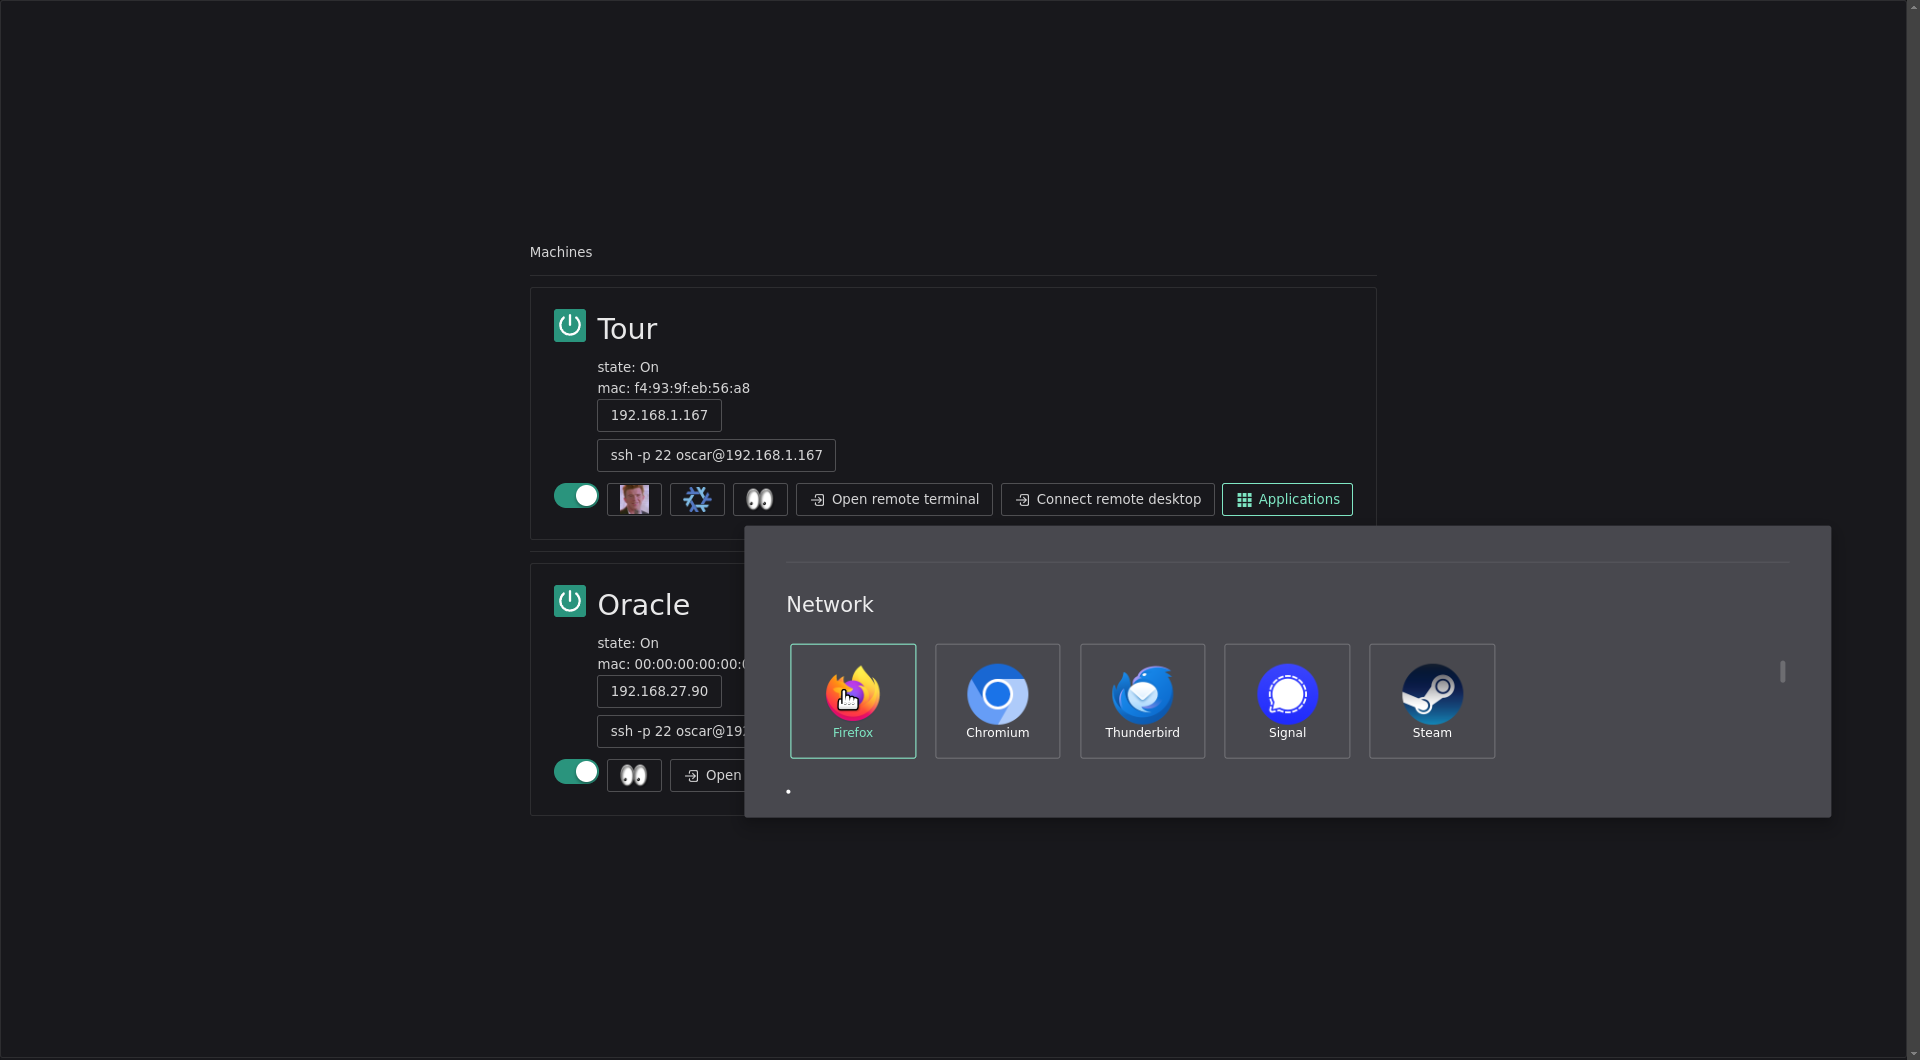 Machines
Tour
state: On
mac: f4:93:9f:eb:56:a8
192.168.1.167
ssh -p 22 oscar@192.168.1.167
Open remote terminal
Connect remote desktop
Applications
Oracle
state: On
mac: 00:00:00:00:00:
192.168.27.90
ssh -p 22 oscar@19
Open
Network
Firefox
Chromium
Thunderbird
Signal
Steam